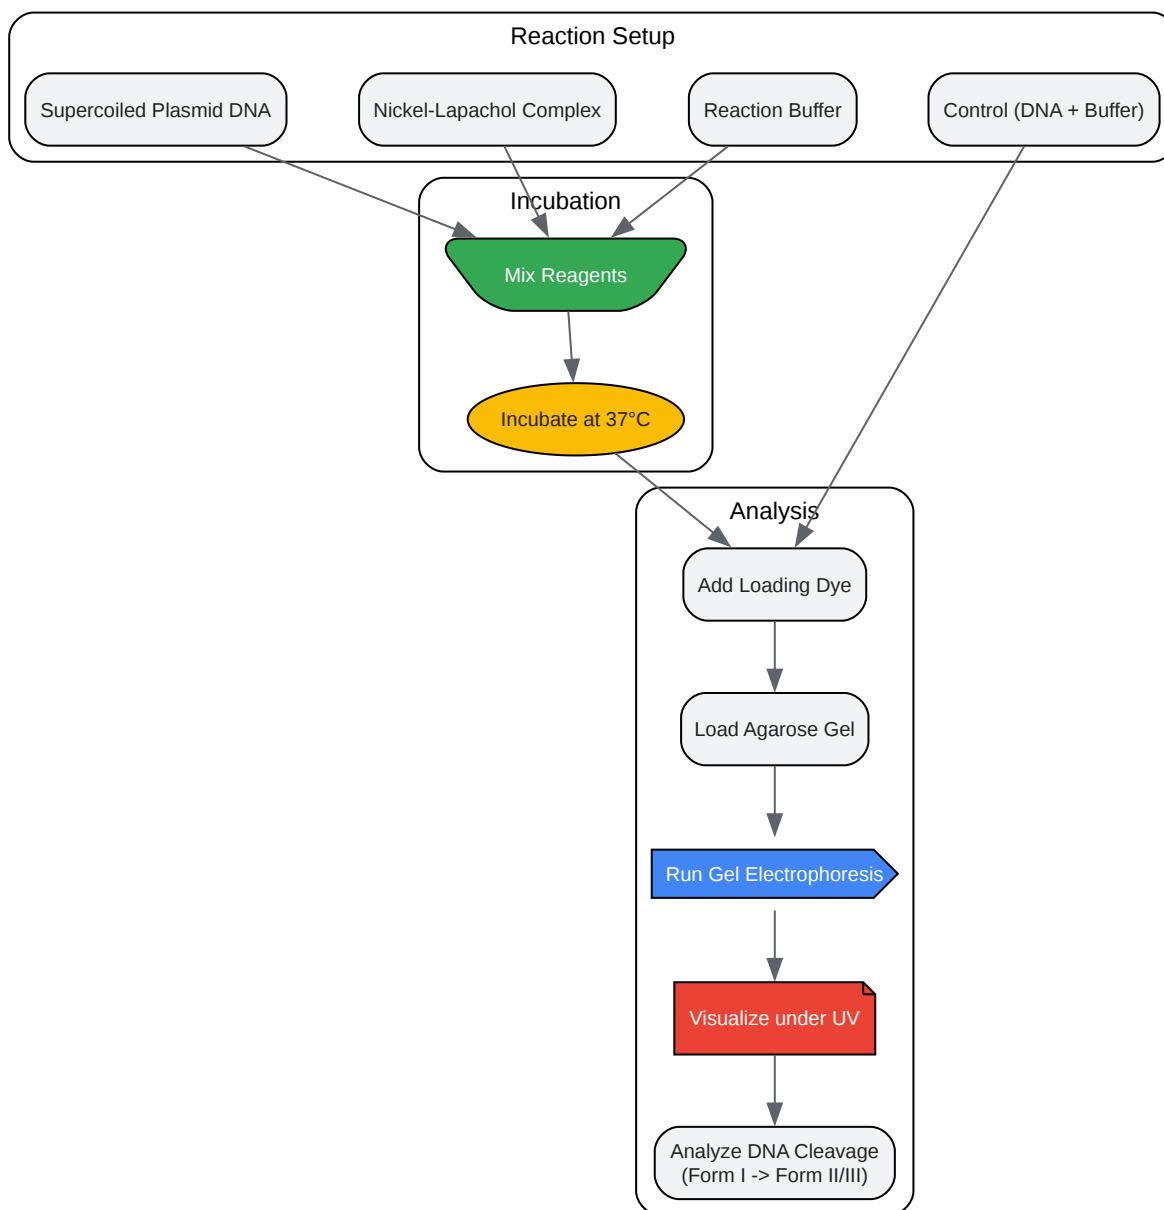 Reaction Setup
Supercoiled Plasmid DNA
Nickel-Lapachol Complex
Reaction Buffer
Control (DNA + Buffer)
Incubation
Mix Reagents
Incubate at 37°C
Analysis
Add Loading Dye
Load Agarose Gel
Run Gel Electrophoresis
Visualize under UV
Analyze DNA Cleavage
(Form I -> Form II/III)